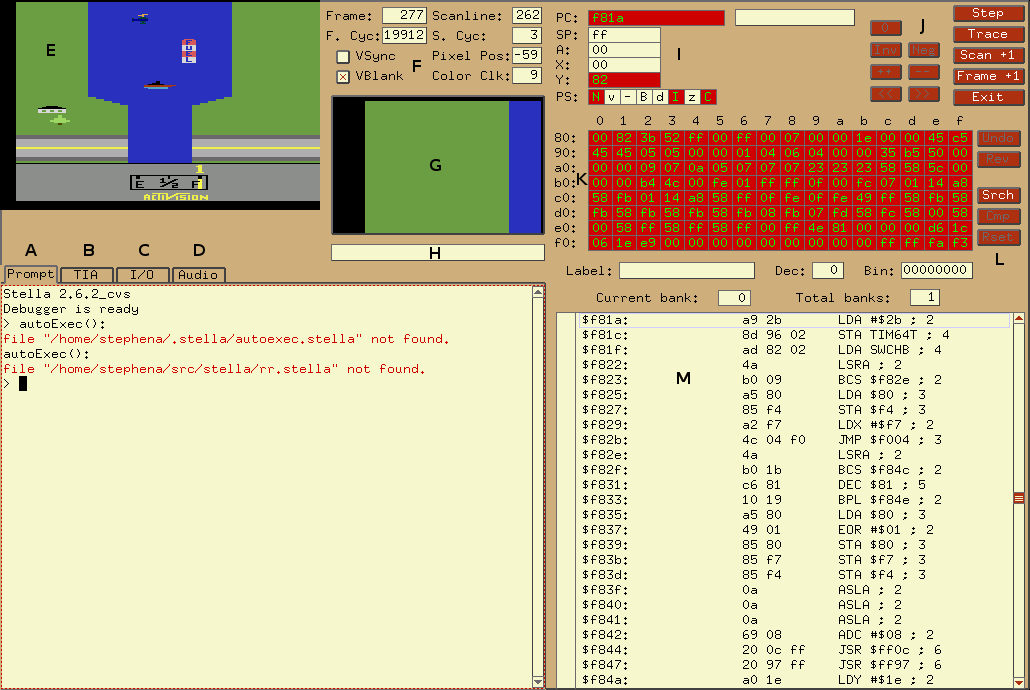 E
FUEL
1
E 1/2 F
ACTIVISION
Frame: 277 Scanline: 262
F. Cyc: 19912 S. Cyc: 3
VSync Pixel Pos: -59
F
VBlank Color Clk: 9
G
H
PC: f81a
SP: ff
A: 00
X: 00
Y: 82
PS: N v - B d I z C
I
J
0
Inv Neg
++ --
<< >>
Step
Trace
Scan +1
Frame +1
Exit
0 1 2 3 4 5 6 7 8 9 a b c d e f
80: 00 82 3b 52 ff 00 ff 00 07 00 00 1e 00 00 45 c5
90: 45 45 05 05 00 00 01 04 06 04 00 00 35 b5 50 00
a0: 00 00 09 07 0a 05 07 07 07 23 23 23 58 58 5c 00
b0: 00 00 b4 4c 00 fe 01 ff ff 0f 00 fc 07 01 14 a8
c0: 58 fb 01 14 a8 58 ff 0f fe 0f fe 49 ff 58 fb 58
d0: fb 58 fb 58 fb 58 fb 08 fb 07 fd 58 fc 58 00 58
e0: 00 58 ff 58 ff 58 ff 00 ff 4e 81 00 00 00 d6 1c
f0: 06 1e e9 00 00 00 00 00 00 00 00 00 ff ff fa f3
K
Undo
Rev
Srch
Cmp
Rset
L
Label: Dec: 0 Bin: 00000000
A B C D
Prompt TIA I/O Audio
Stella 2.6.2_cvs
Debugger is ready
> autoExec():
file "/home/stephena/.stella/autoexec.stella" not found.
autoExec():
file "/home/stephena/src/stella/rr.stella" not found.
>
Current bank: 0 Total banks: 1
M
$f81a: a9 2b LDA #$2b ; 2
$f81c: 8d 96 02 STA TIM64T ; 4
$f81f: ad 82 02 LDA SWCHB ; 4
$f822: 4a LSRA ; 2
$f823: b0 09 BCS $f82e ; 2
$f825: a5 80 LDA $80 ; 3
$f827: 85 f4 STA $f4 ; 3
$f829: a2 f7 LDX #$f7 ; 2
$f82b: 4c 04 f0 JMP $f004 ; 3
$f82e: 4a LSRA ; 2
$f82f: b0 1b BCS $f84c ; 2
$f831: c6 81 DEC $81 ; 5
$f833: 10 19 BPL $f84e ; 2
$f835: a5 80 LDA $80 ; 3
$f837: 49 01 EOR #$01 ; 2
$f839: 85 80 STA $80 ; 3
$f83b: 85 f7 STA $f7 ; 3
$f83d: 85 f4 STA $f4 ; 3
$f83f: 0a ASLA ; 2
$f840: 0a ASLA ; 2
$f841: 0a ASLA ; 2
$f842: 69 08 ADC #$08 ; 2
$f844: 20 0c ff JSR $ff0c ; 6
$f847: 20 97 ff JSR $ff97 ; 6
$f84a: a0 1e LDY #$1e ; 2